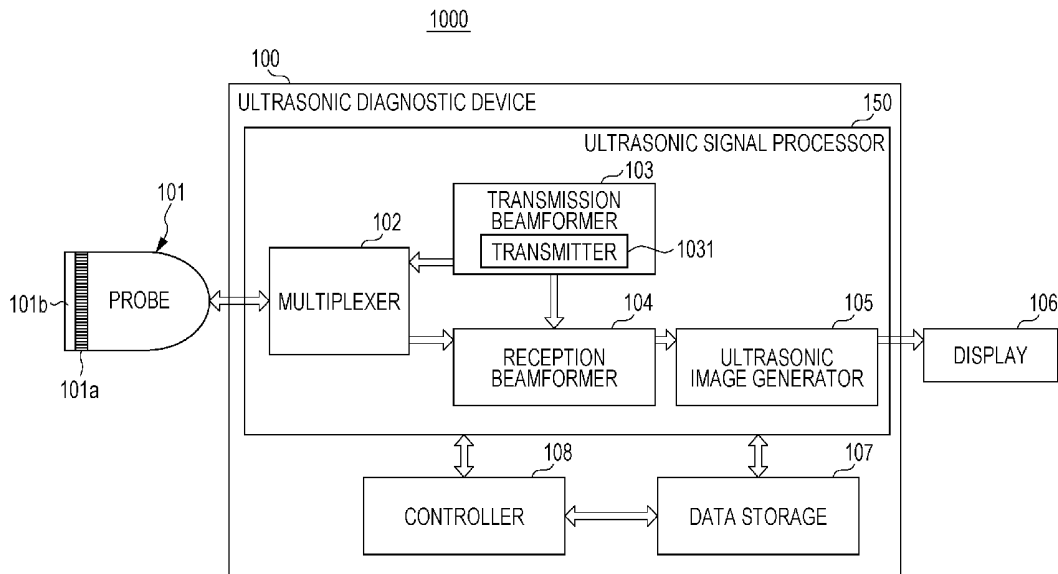 1000
100
ULTRASONIC DIAGNOSTIC DEVICE
150
ULTRASONIC SIGNAL PROCESSOR
103
TRANSMISSION
BEAMFORMER
TRANSMITTER
1031
101
102
PROBE
101b
101a
MULTIPLEXER
104
RECEPTION
BEAMFORMER
105
ULTRASONIC
IMAGE GENERATOR
106
DISPLAY
108
CONTROLLER
107
DATA STORAGE